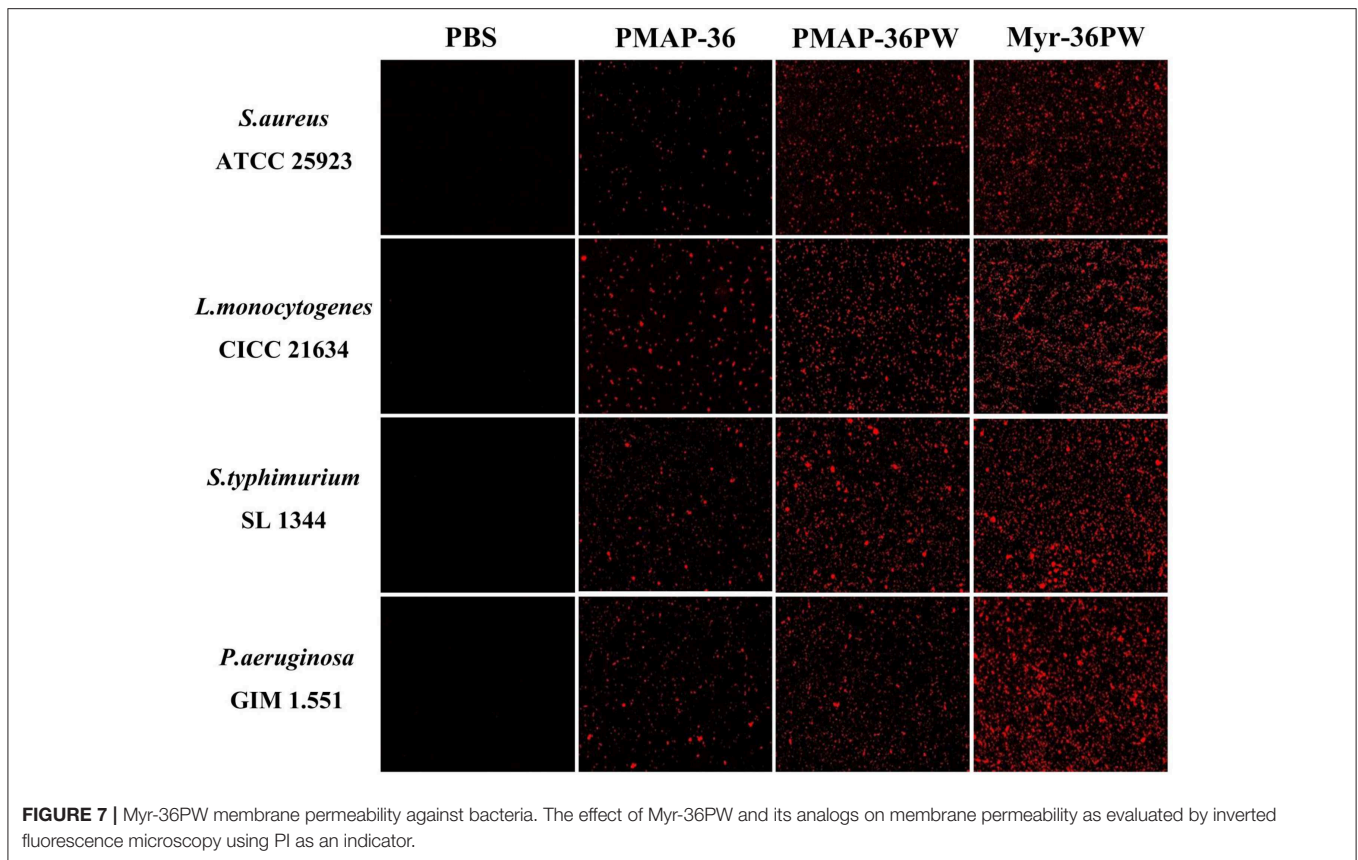 PBS PMAP-36 PMAP-36PW Myr-36PW
S.aureus
ATCC 25923
L.monocytogenes
CICC 21634
S.typhimurium
SL 1344
P.aeruginosa
GIM 1.551
FIGURE 7 | Myr-36PW membrane permeability against bacteria. The effect of Myr-36PW and its analogs on membrane permeability as evaluated by inverted
fluorescence microscopy using PI as an indicator.